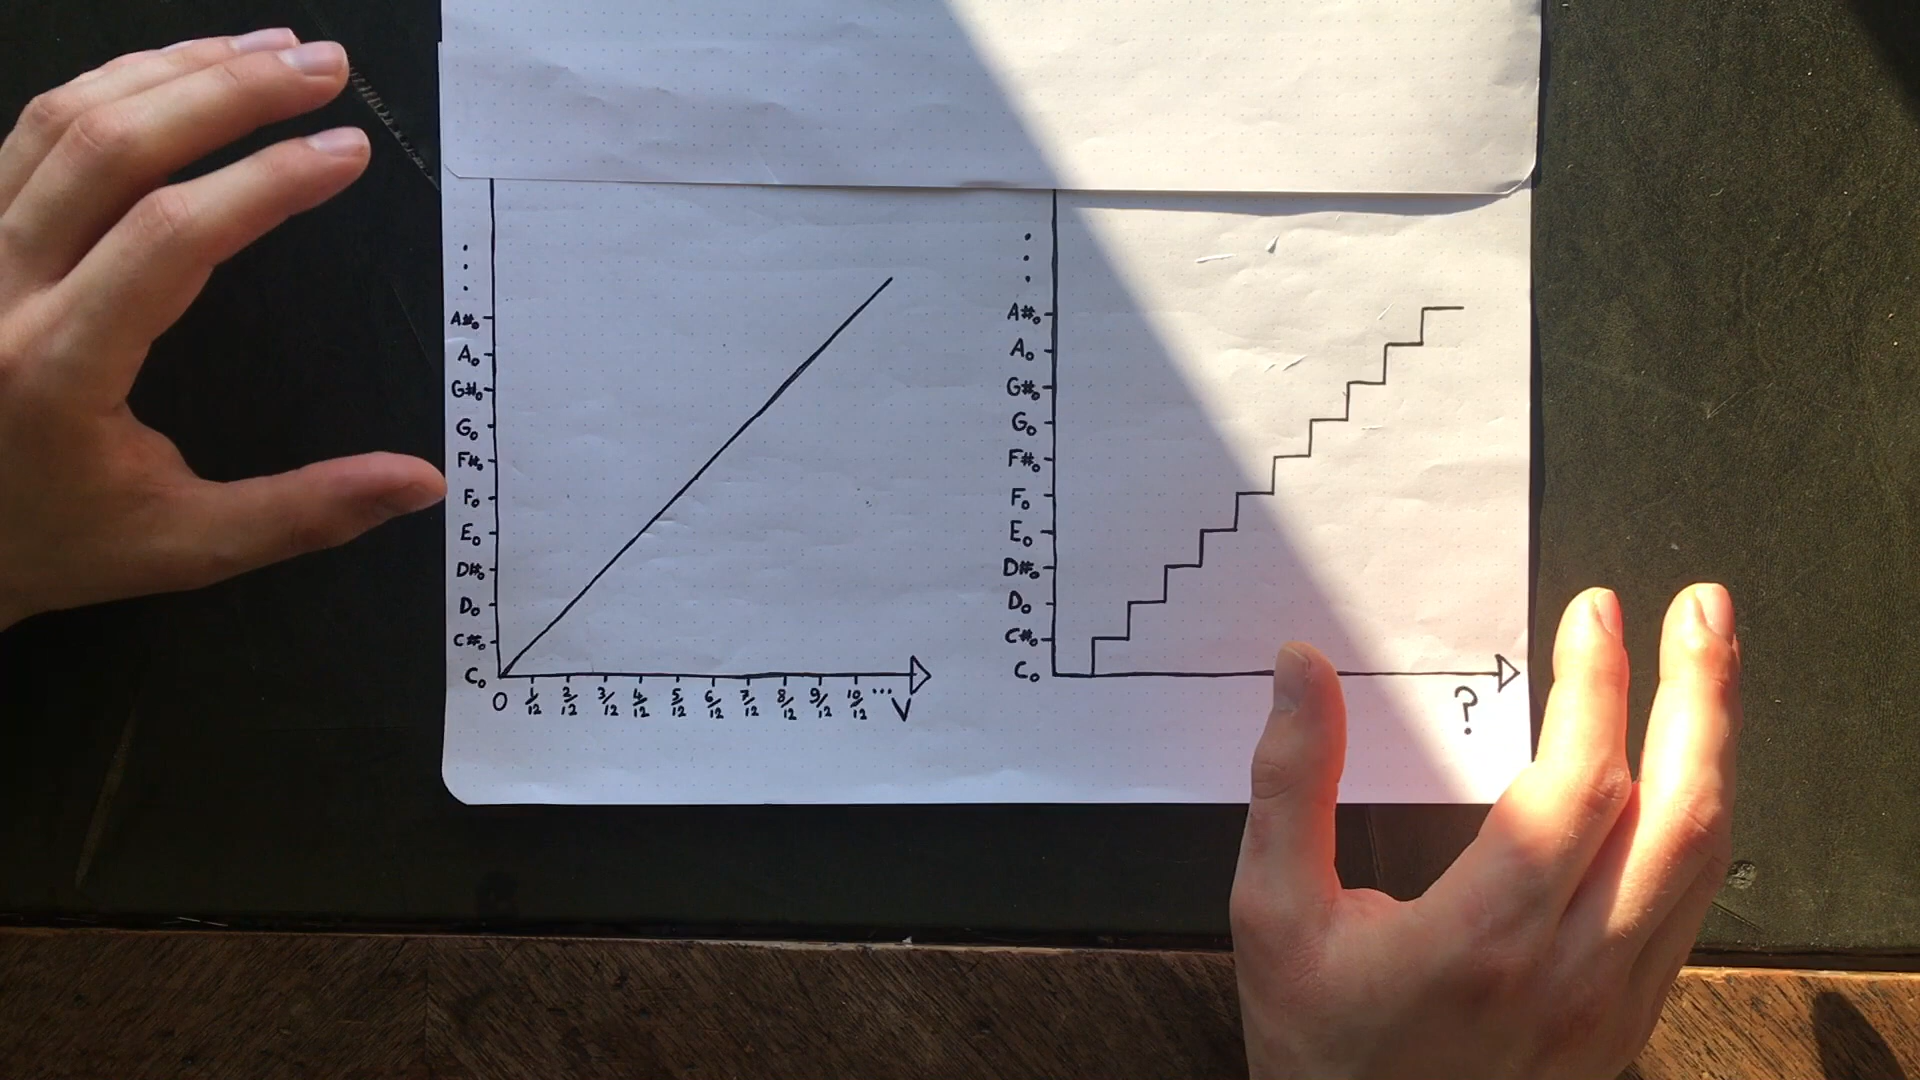 A#₀
A₀
G#₀
G₀
F#₀
F₀
E₀
D#₀
D₀
C#₀
C₀
0 1/12 2/12 3/12 4/12 5/12 6/12 7/12 8/12 9/12 10/12 ... V
A#₀
A₀
G#₀
G₀
F#₀
F₀
E₀
D#₀
D₀
C#₀
C₀
?